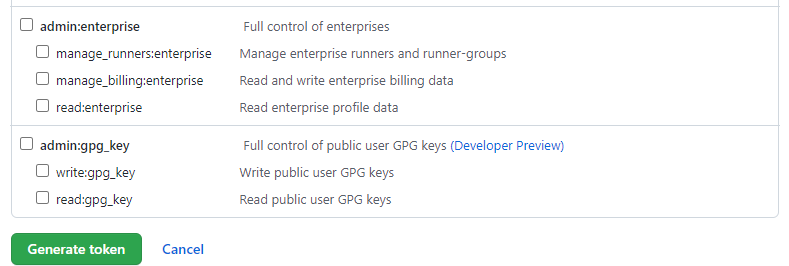 admin:enterprise Full control of enterprises
manage_runners:enterprise Manage enterprise runners and runner-groups
manage_billing:enterprise Read and write enterprise billing data
read:enterprise Read enterprise profile data
admin:gpg_key Full control of public user GPG keys (Developer Preview)
write:gpg_key Write public user GPG keys
read:gpg_key Read public user GPG keys
Generate token Cancel